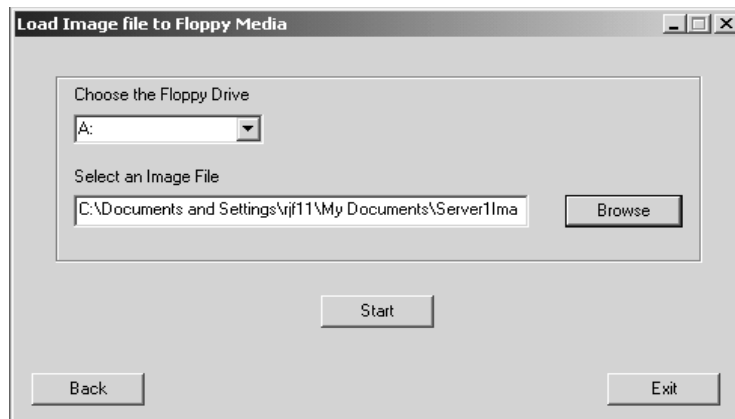 Load Image file to Floppy Media
Choose the Floppy Drive
A:
Select an Image File
C:\Documents and Settings\rjf11\My Documents\Server1Ima
Browse
Start
Back
Exit